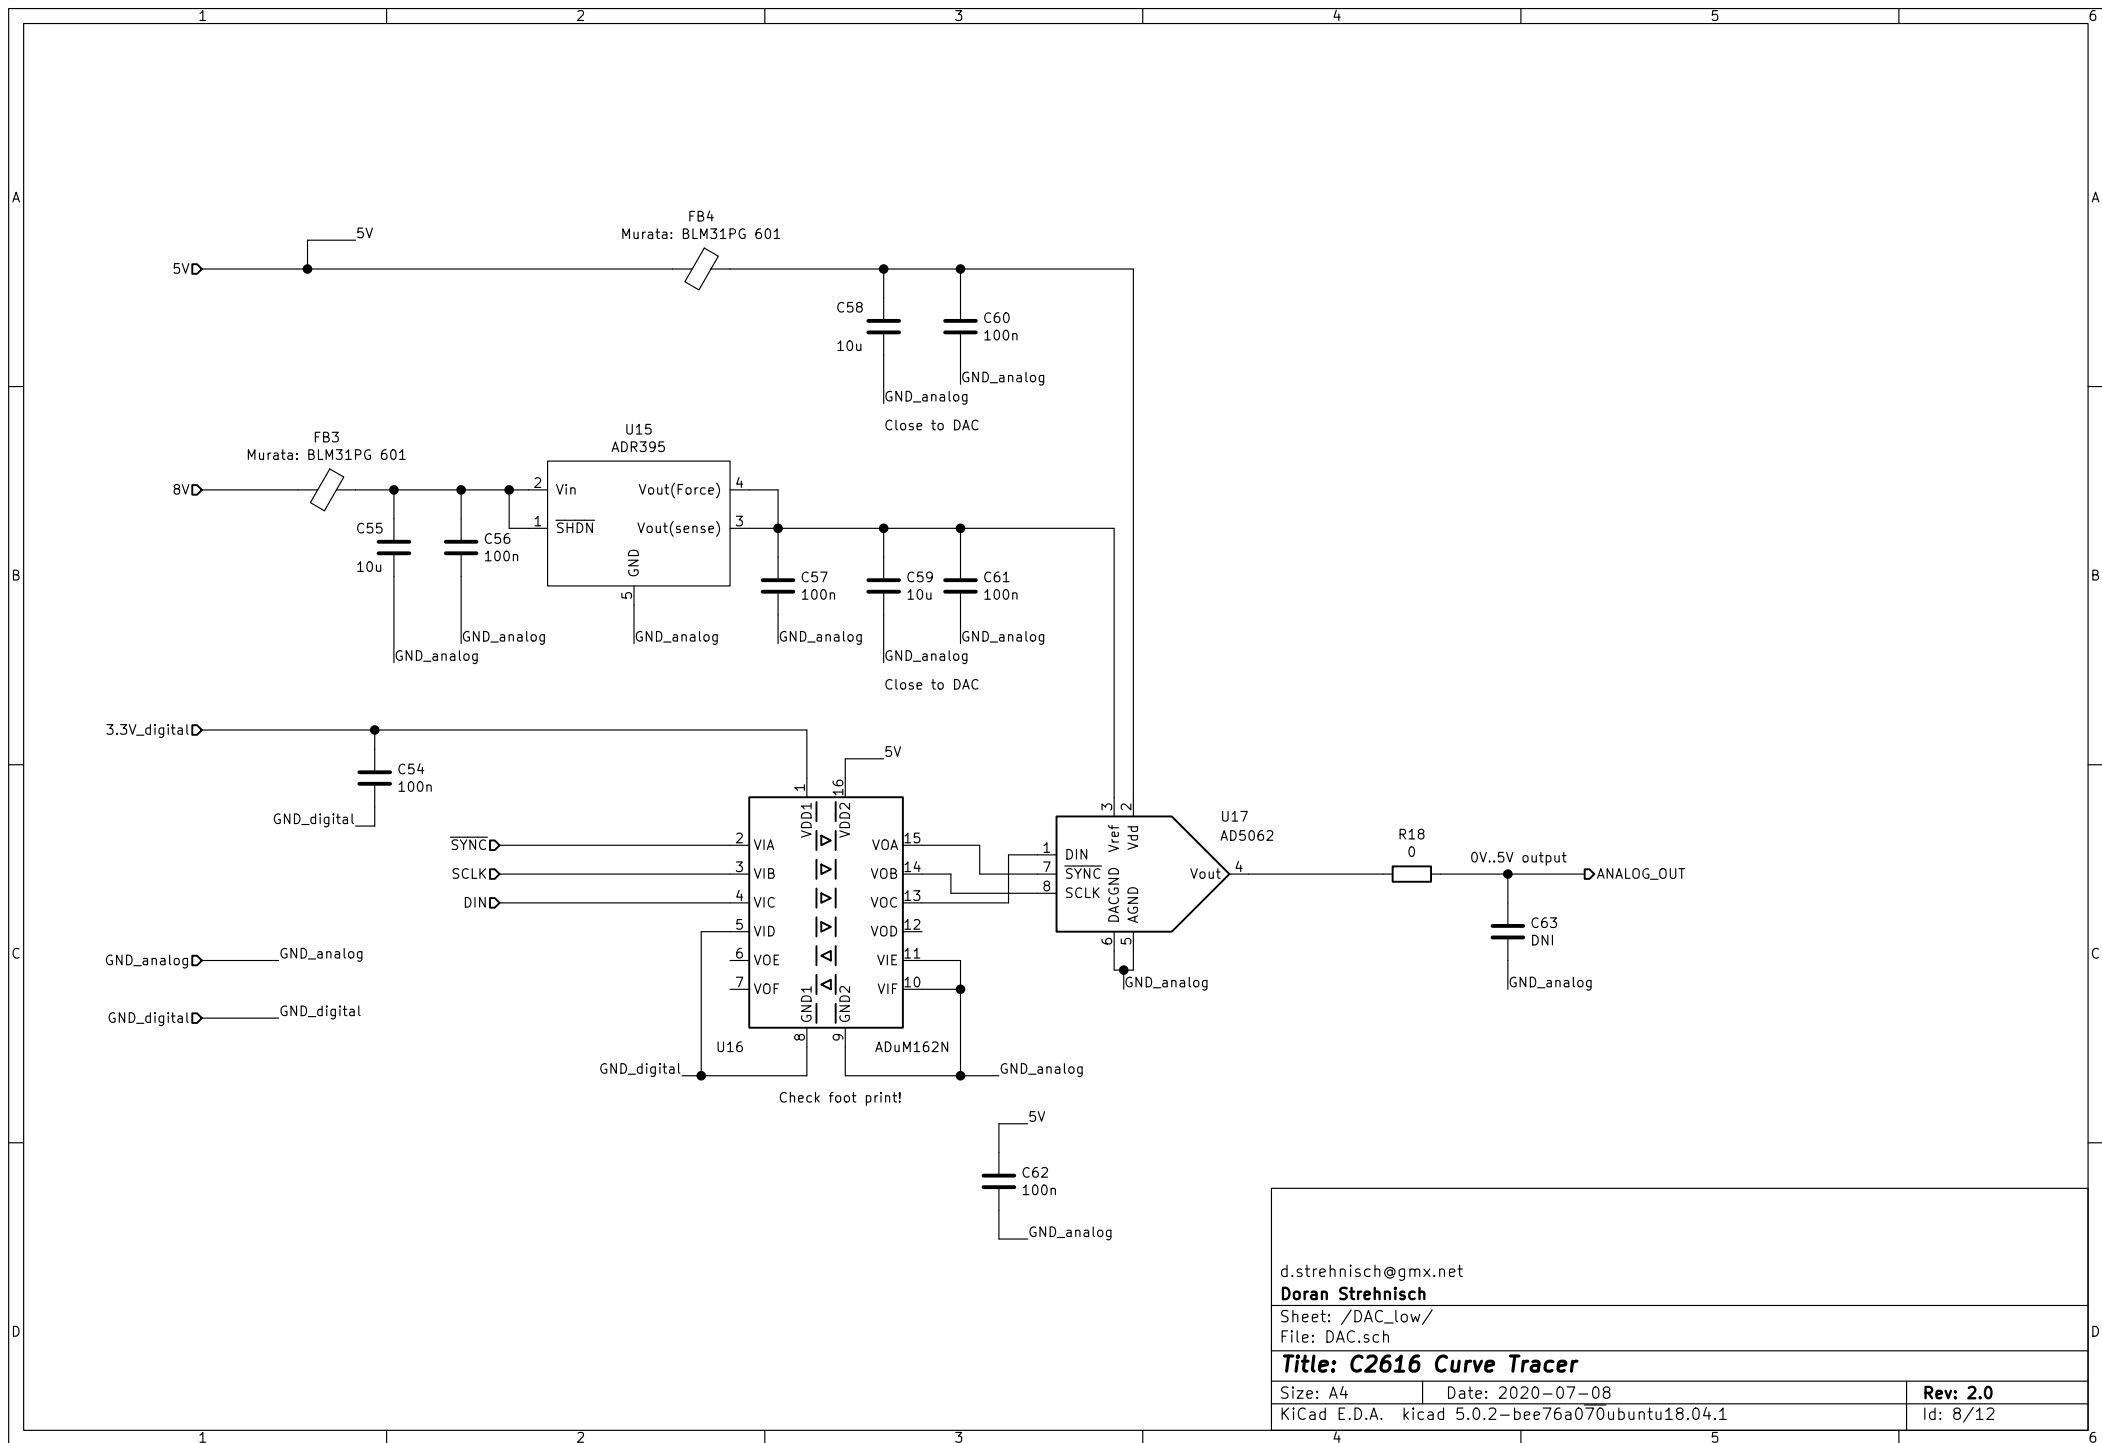 1 2 3 4 5 6
A A
FB4
Murata: BLM31PG 601
5V
5V
C58
10u
C60
100n
GND_analog
GND_analog
Close to DAC
FB3
Murata: BLM31PG 601
U15
ADR395
8V
2 Vin
1 SHDN
Vout(Force) 4
Vout(sense) 3
GND
5
C55
10u
C56
100n
C57
100n
C59
10u
C61
100n
B B
GND_analog
GND_analog
GND_analog
GND_analog
GND_analog
GND_analog
Close to DAC
3.3V_digital
C54
100n
GND_digital
5V
1
16
VDD1
VDD2
SYNC
SCLK
DIN
2 VIA
3 VIB
4 VIC
5 VID
6 VOE
7 VOF
VOA 15
VOB 14
VOC 13
VOD 12
VIE 11
VIF 10
GND1
GND2
8
9
U16
ADuM162N
GND_digital
GND_analog
Check foot print!
C C
GND_analog
GND_analog
GND_digital
GND_digital
3
2
Vref
Vdd
U17
AD5062
1 DIN
7 SYNC
8 SCLK
DACGND
AGND
6
5
Vout 4
GND_analog
R18
0
0V..5V output
ANALOG_OUT
C63
DNI
GND_analog
5V
C62
100n
GND_analog
D D
d.strehnisch@gmx.net
Doran Strehnisch
Sheet: /DAC_low/
File: DAC.sch
Title: C2616 Curve Tracer
Size: A4 Date: 2020-07-08 Rev: 2.0
KiCad E.D.A. kicad 5.0.2-bee76a070ubuntu18.04.1 Id: 8/12
1 2 3 4 5 6